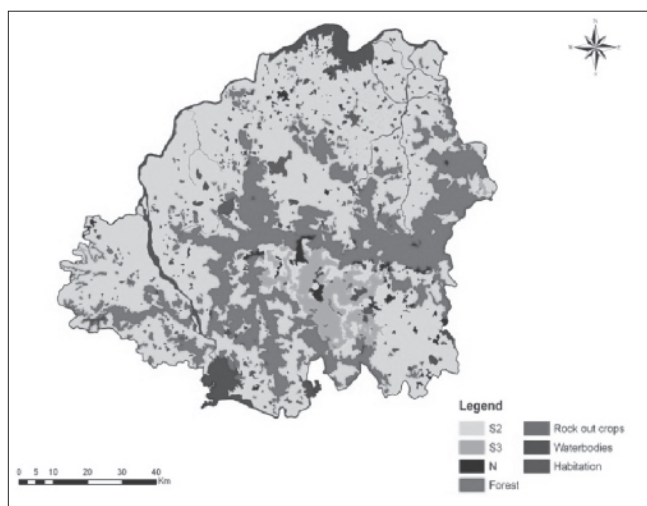 N
W E
S
Legend
S2 Rock out crops
S3 Waterbodies
N Habitation
Forest
0 5 10 20 30 40
Km